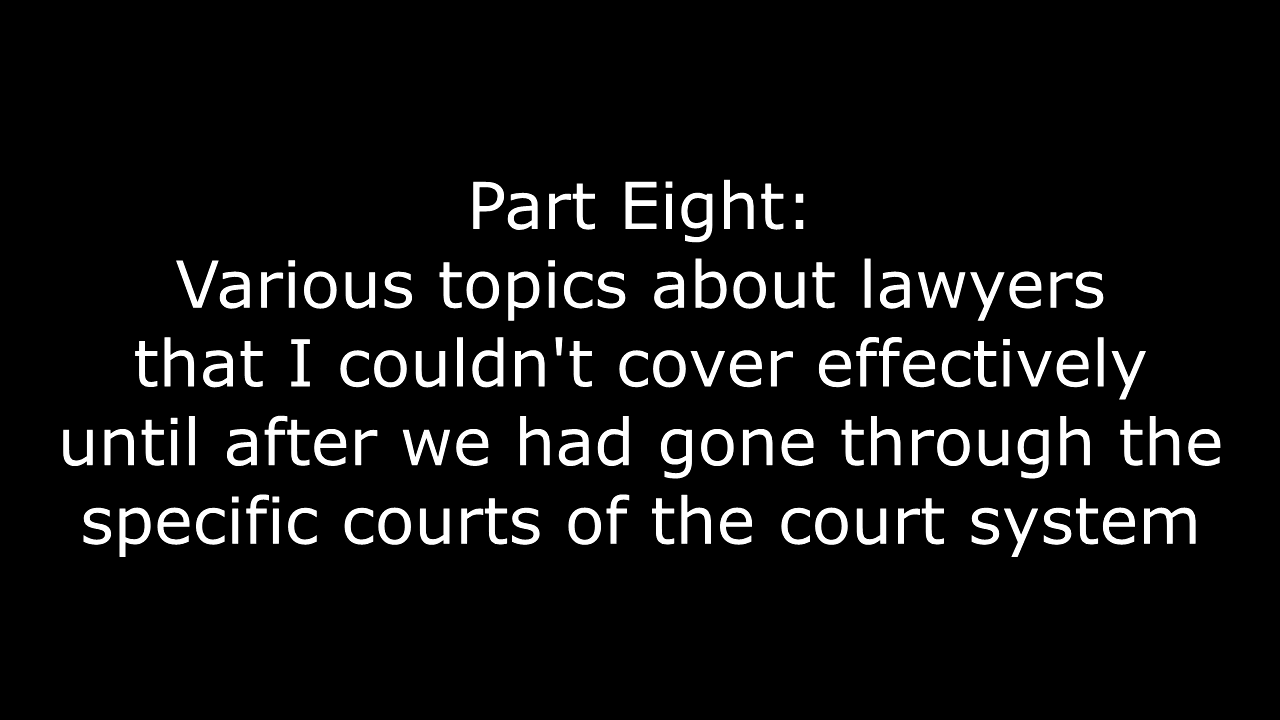 Part Eight:
Various topics about lawyers
that I couldn't cover effectively
until after we had gone through the
specific courts of the court system